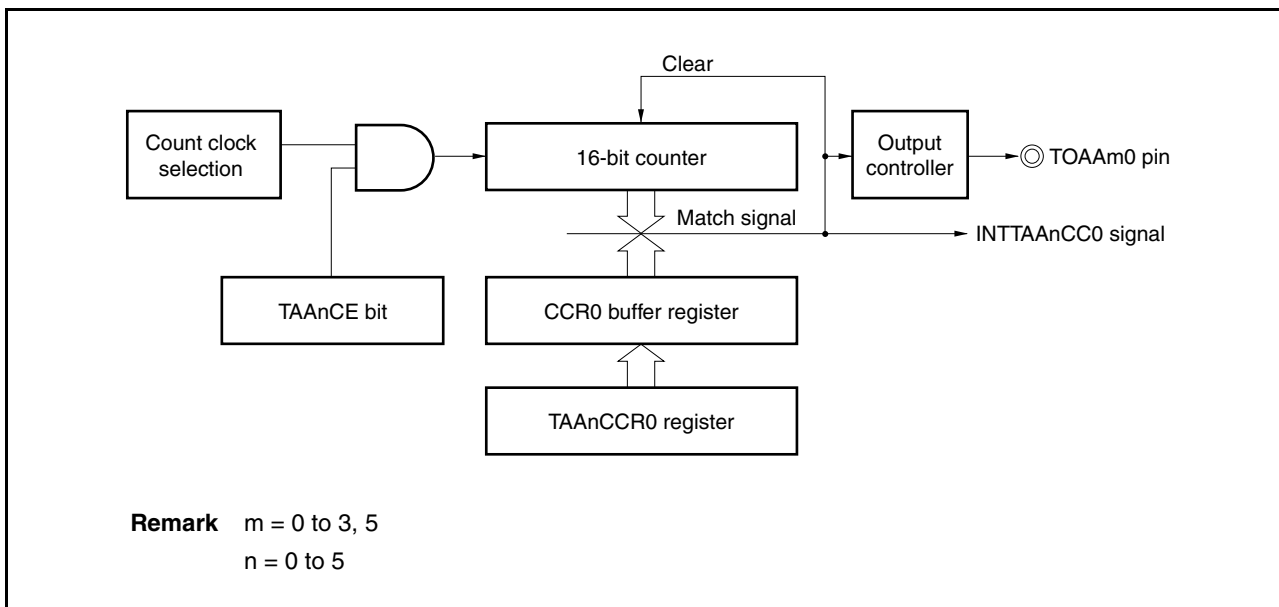 Clear
Count clock
selection
16-bit counter
Output
controller
TOAAm0 pin
Match signal
INTTAAnCC0 signal
TAAnCE bit
CCR0 buffer register
TAAnCCR0 register
Remark m = 0 to 3, 5
n = 0 to 5